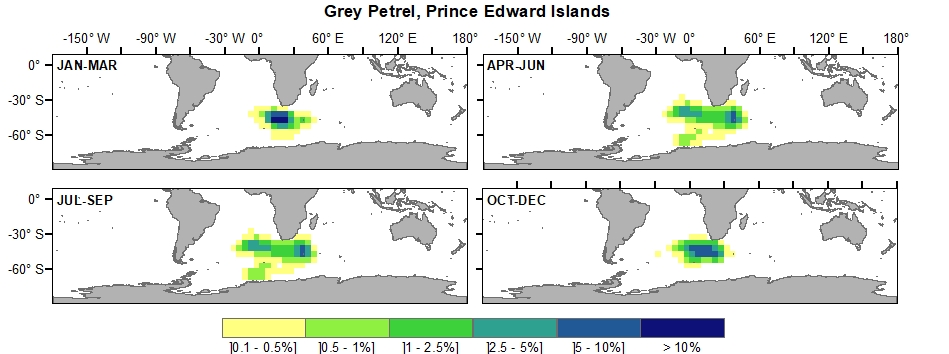 Grey Petrel, Prince Edward Islands
-150° W -90° W -30° W 0° 60° E 120° E 180° -150° W -90° W -30° W 0° 60° E 120° E 180°
0° JAN-MAR APR-JUN
-30° S
-60° S
0° JUL-SEP OCT-DEC
-30° S
-60° S
]0.1 - 0.5%] ]0.5 - 1%] ]1 - 2.5%] ]2.5 - 5%] ]5 - 10%] > 10%